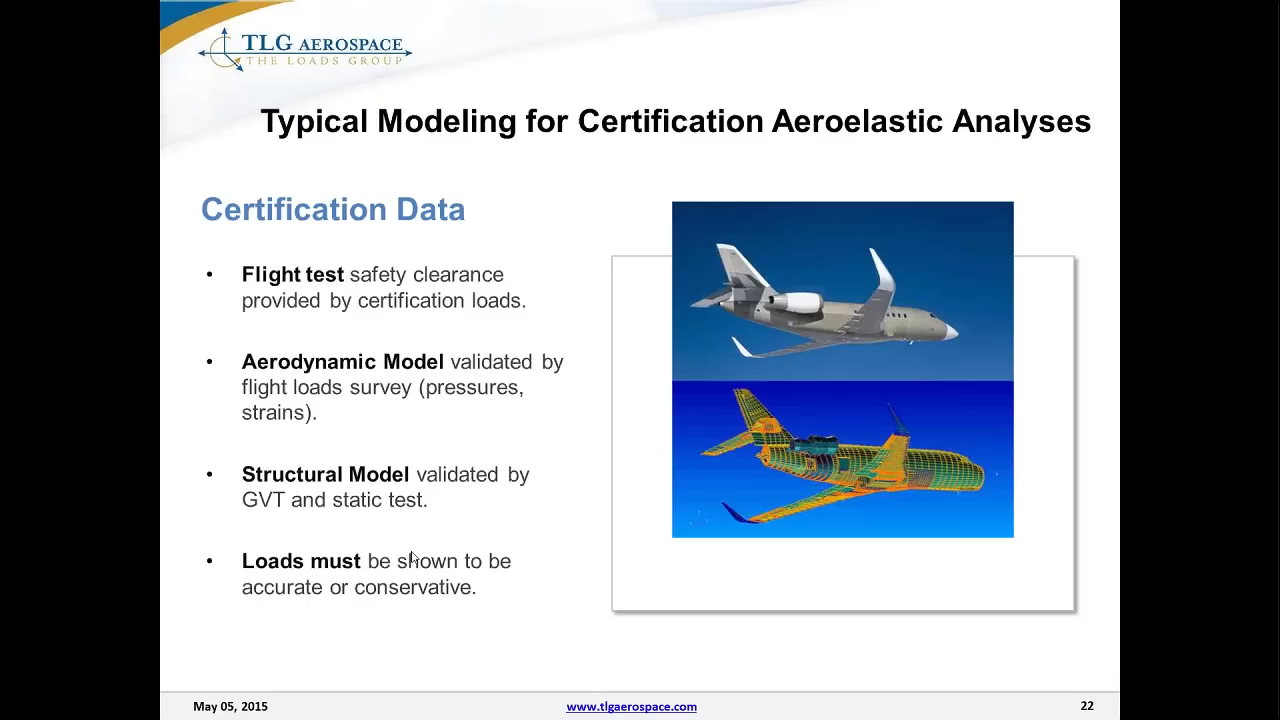 TLG AEROSPACE
THE LOADS GROUP
Typical Modeling for Certification Aeroelastic Analyses
Certification Data
• Flight test safety clearance
provided by certification loads.
• Aerodynamic Model validated by
flight loads survey (pressures,
strains).
• Structural Model validated by
GVT and static test.
• Loads must be shown to be
accurate or conservative.
May 05, 2015
www.tlgaerospace.com
22